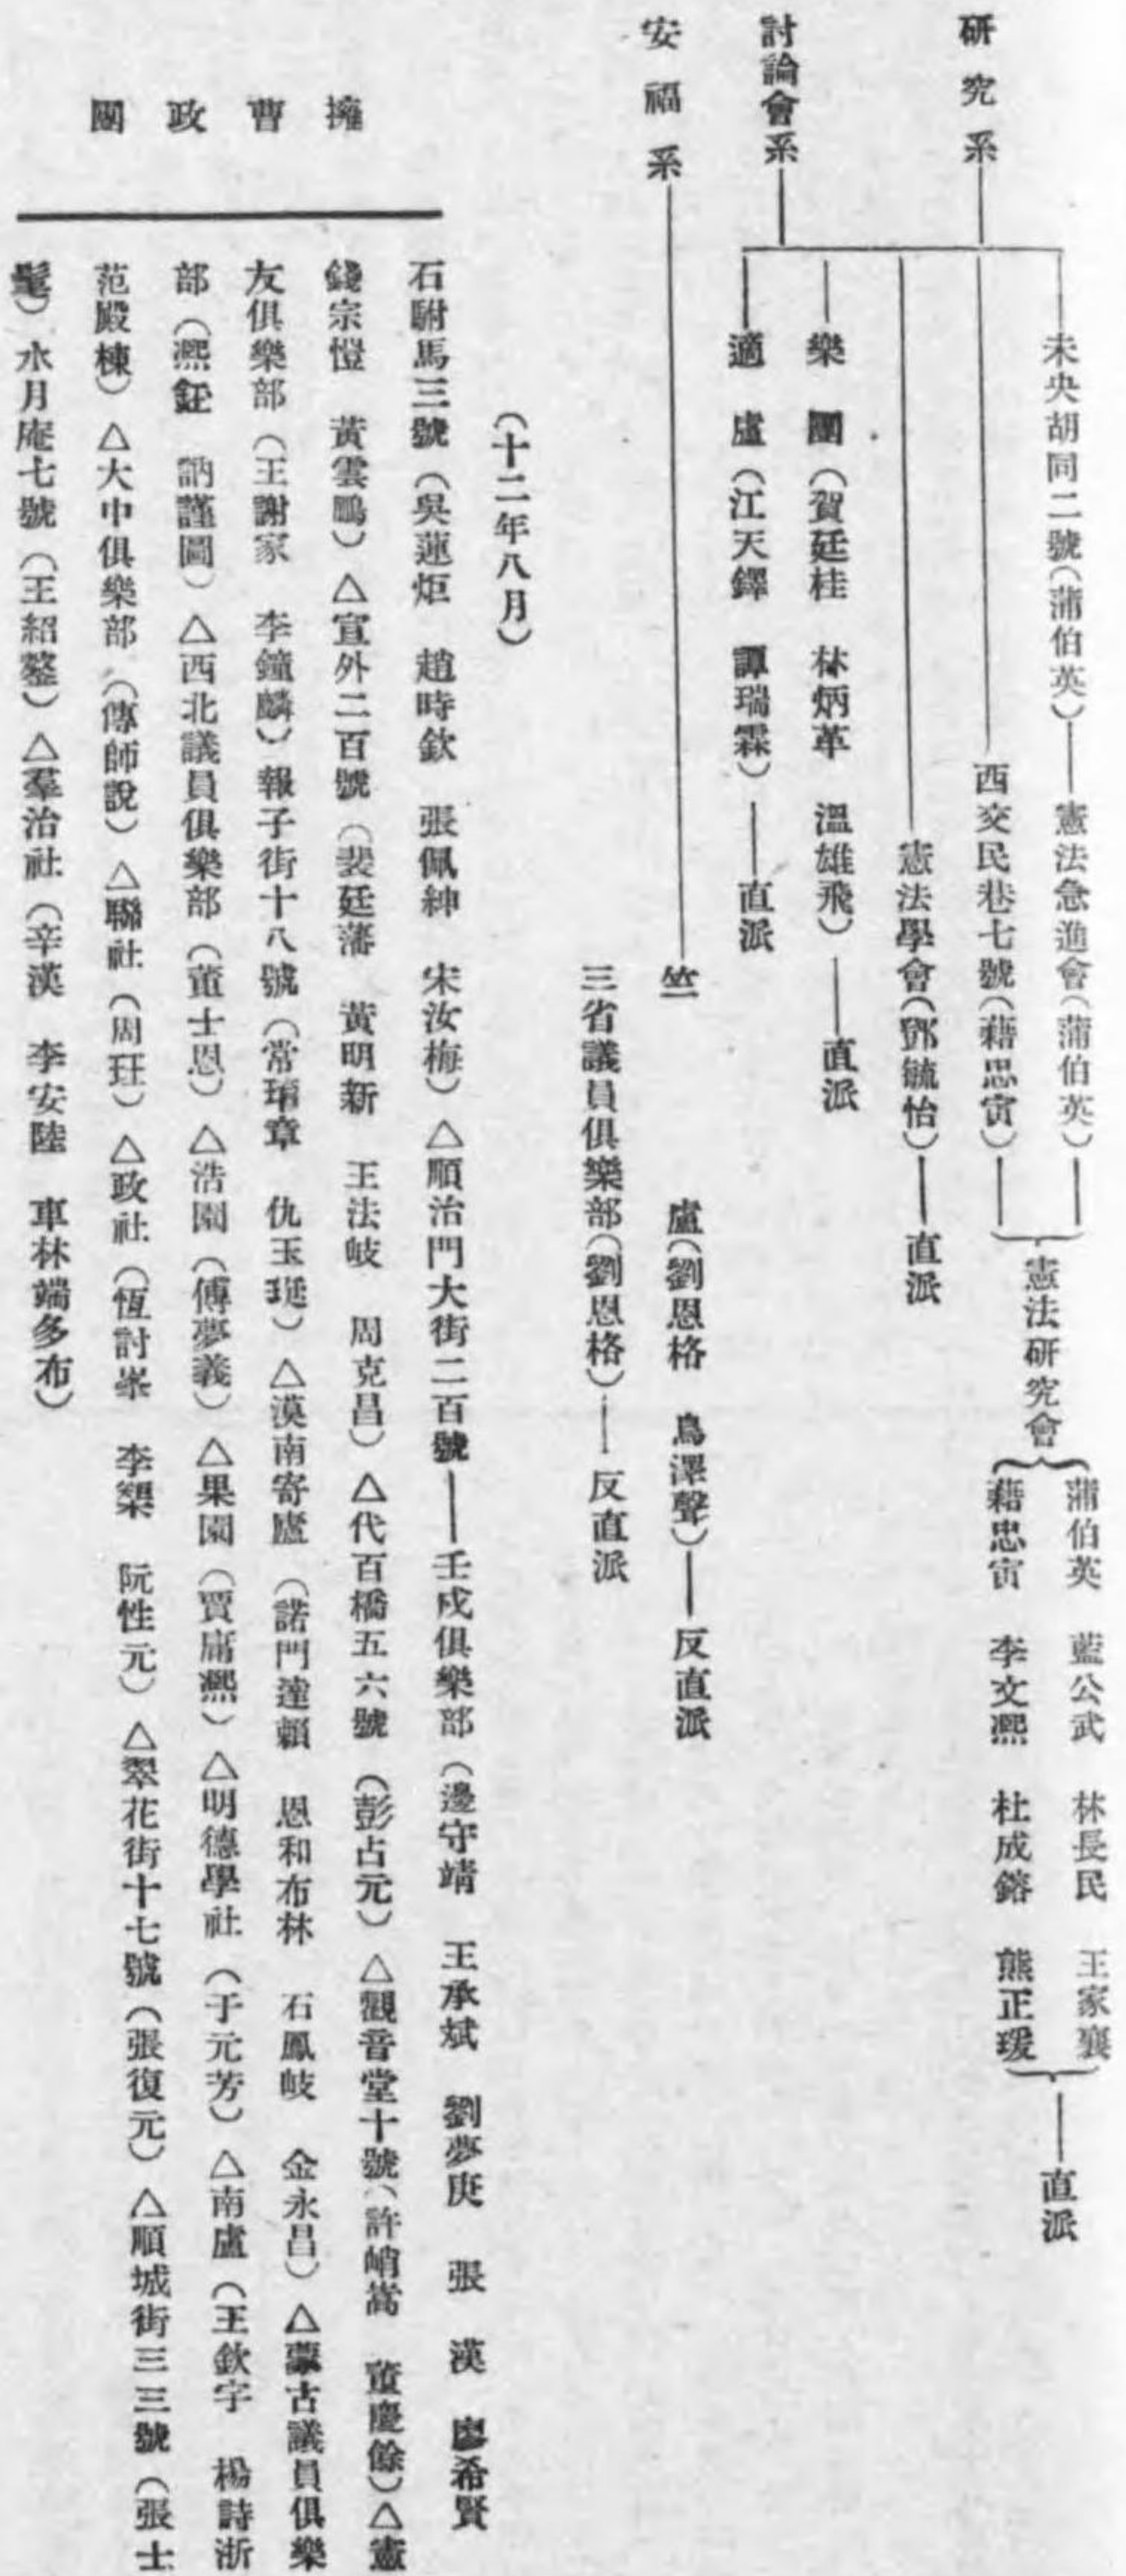 研究系
討論會系
未央胡同二號（蒲伯英）——憲法急進會（蒲伯英）
西交民巷七號（藉忠寅）
憲法研究會
蒲伯英　藍公武　林長民　王家襄
藉忠寅　李文熙　杜成鎔　熊正瑗
——直派
憲法學會（鄧毓怡）——直派
樂　團（賀廷桂　林炳華　溫雄飛）——直派
適　廬（江天鐸　譚瑞霖）——直派
安福系
竺　廬（劉恩格　烏澤聲）——反直派
三省議員俱樂部（劉恩格）——反直派
（十二年八月）
擁曹政團
石駙馬三號（吳蓮炬　趙時欽　張佩紳　宋汝梅）△順治門大街二百號——壬戌俱樂部（邊守靖　王承斌　劉夢庚　張　漢　廖希賢
錢宗愷　黃雲鵬）△宣外二百號（裴廷藩　黃明新　王法岐　周克昌）△代百橋五六號（彭占元）△觀音堂十號（許峭嵩　董慶餘）△憲
友俱樂部（王謝家　李鐘麟）報子街十八號（常堉章　仇玉珽）△漠南寄廬（諾門達賴　恩和布林　石鳳岐　金永昌）△蒙古議員俱樂
部（熙鈺　訥謹圖）△西北議員俱樂部（董士恩）△浩園（傅夢義）△果園（賈庸熙）△明德學社（于元芳）△南廬（王欽宇　楊詩浙
范殿棟）△大中俱樂部（傅師說）△聯社（周玨）△政社（恆討　李榘　阮性元）△翠花街十七號（張復元）△順城街三三號（張士
）水月庵七號（王紹鏊）△羣治社（辛漢　李安陸　車林端多布）